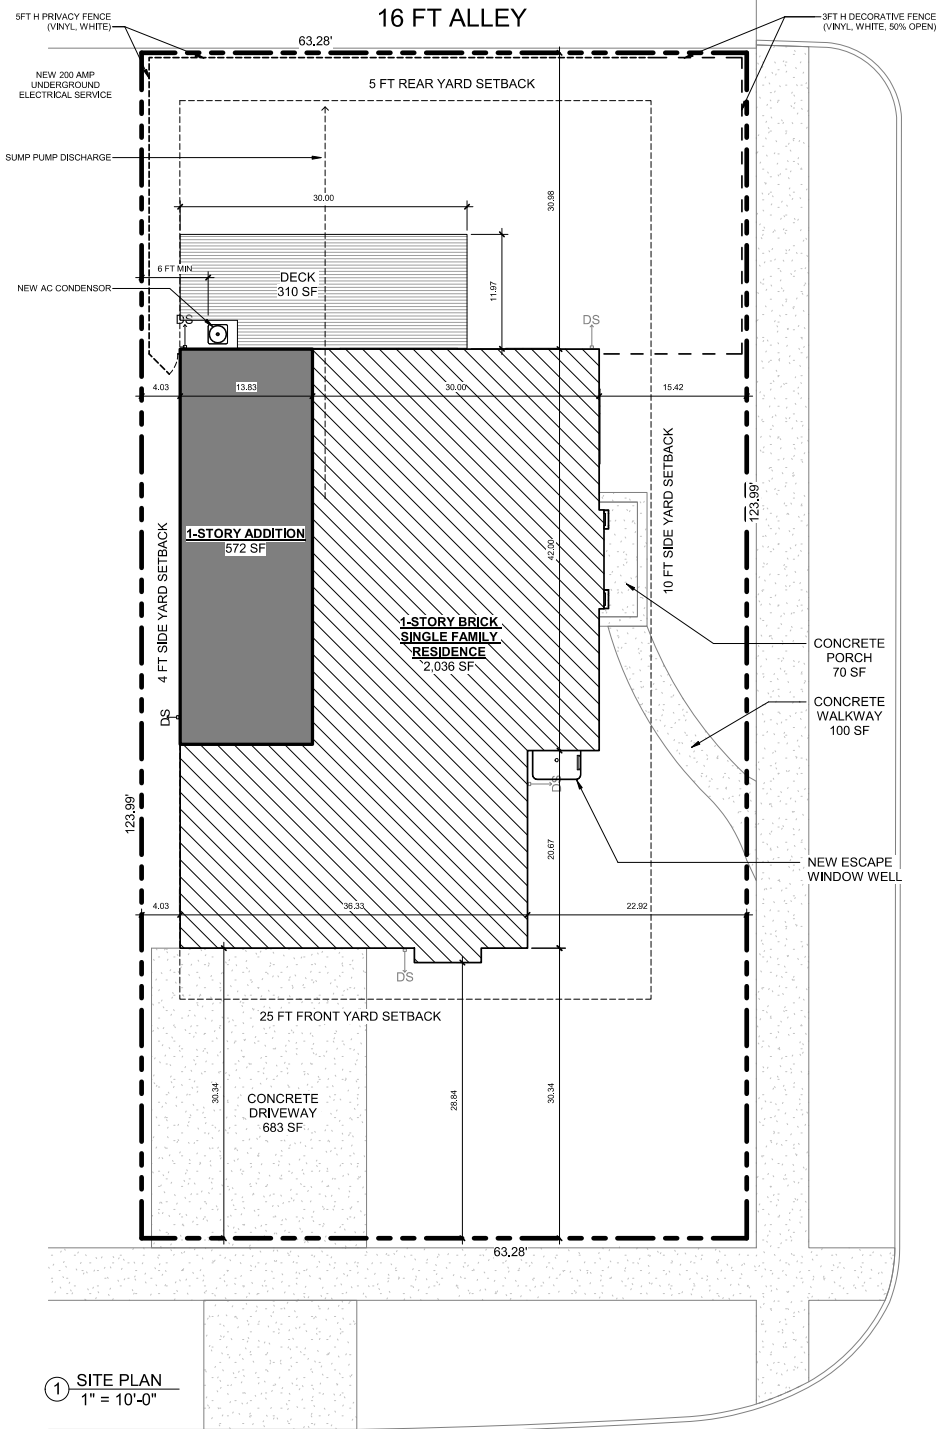 16 FT ALLEY
5FT H PRIVACY FENCE
(VINYL, WHITE)
3FT H DECORATIVE FENCE
(VINYL, WHITE, 50% OPEN)
63.28'
NEW 200 AMP
UNDERGROUND
ELECTRICAL SERVICE
5 FT REAR YARD SETBACK
SUMP PUMP DISCHARGE
30.00
30.98
6 FT MIN
DECK
310 SF
11.97
NEW AC CONDENSOR
DS
DS
4.03
13.83
30.00
15.42
10 FT SIDE YARD SETBACK
123.99'
1-STORY ADDITION
572 SF
42.00
4 FT SIDE YARD SETBACK
1-STORY BRICK
SINGLE FAMILY
RESIDENCE
2,036 SF
CONCRETE
PORCH
70 SF
CONCRETE
WALKWAY
100 SF
DS
DS
123.99'
20.67
NEW ESCAPE
WINDOW WELL
4.03
36.33
22.92
DS
25 FT FRONT YARD SETBACK
30.34
28.84
30.34
CONCRETE
DRIVEWAY
683 SF
63.28'
1
SITE PLAN
1" = 10'-0"